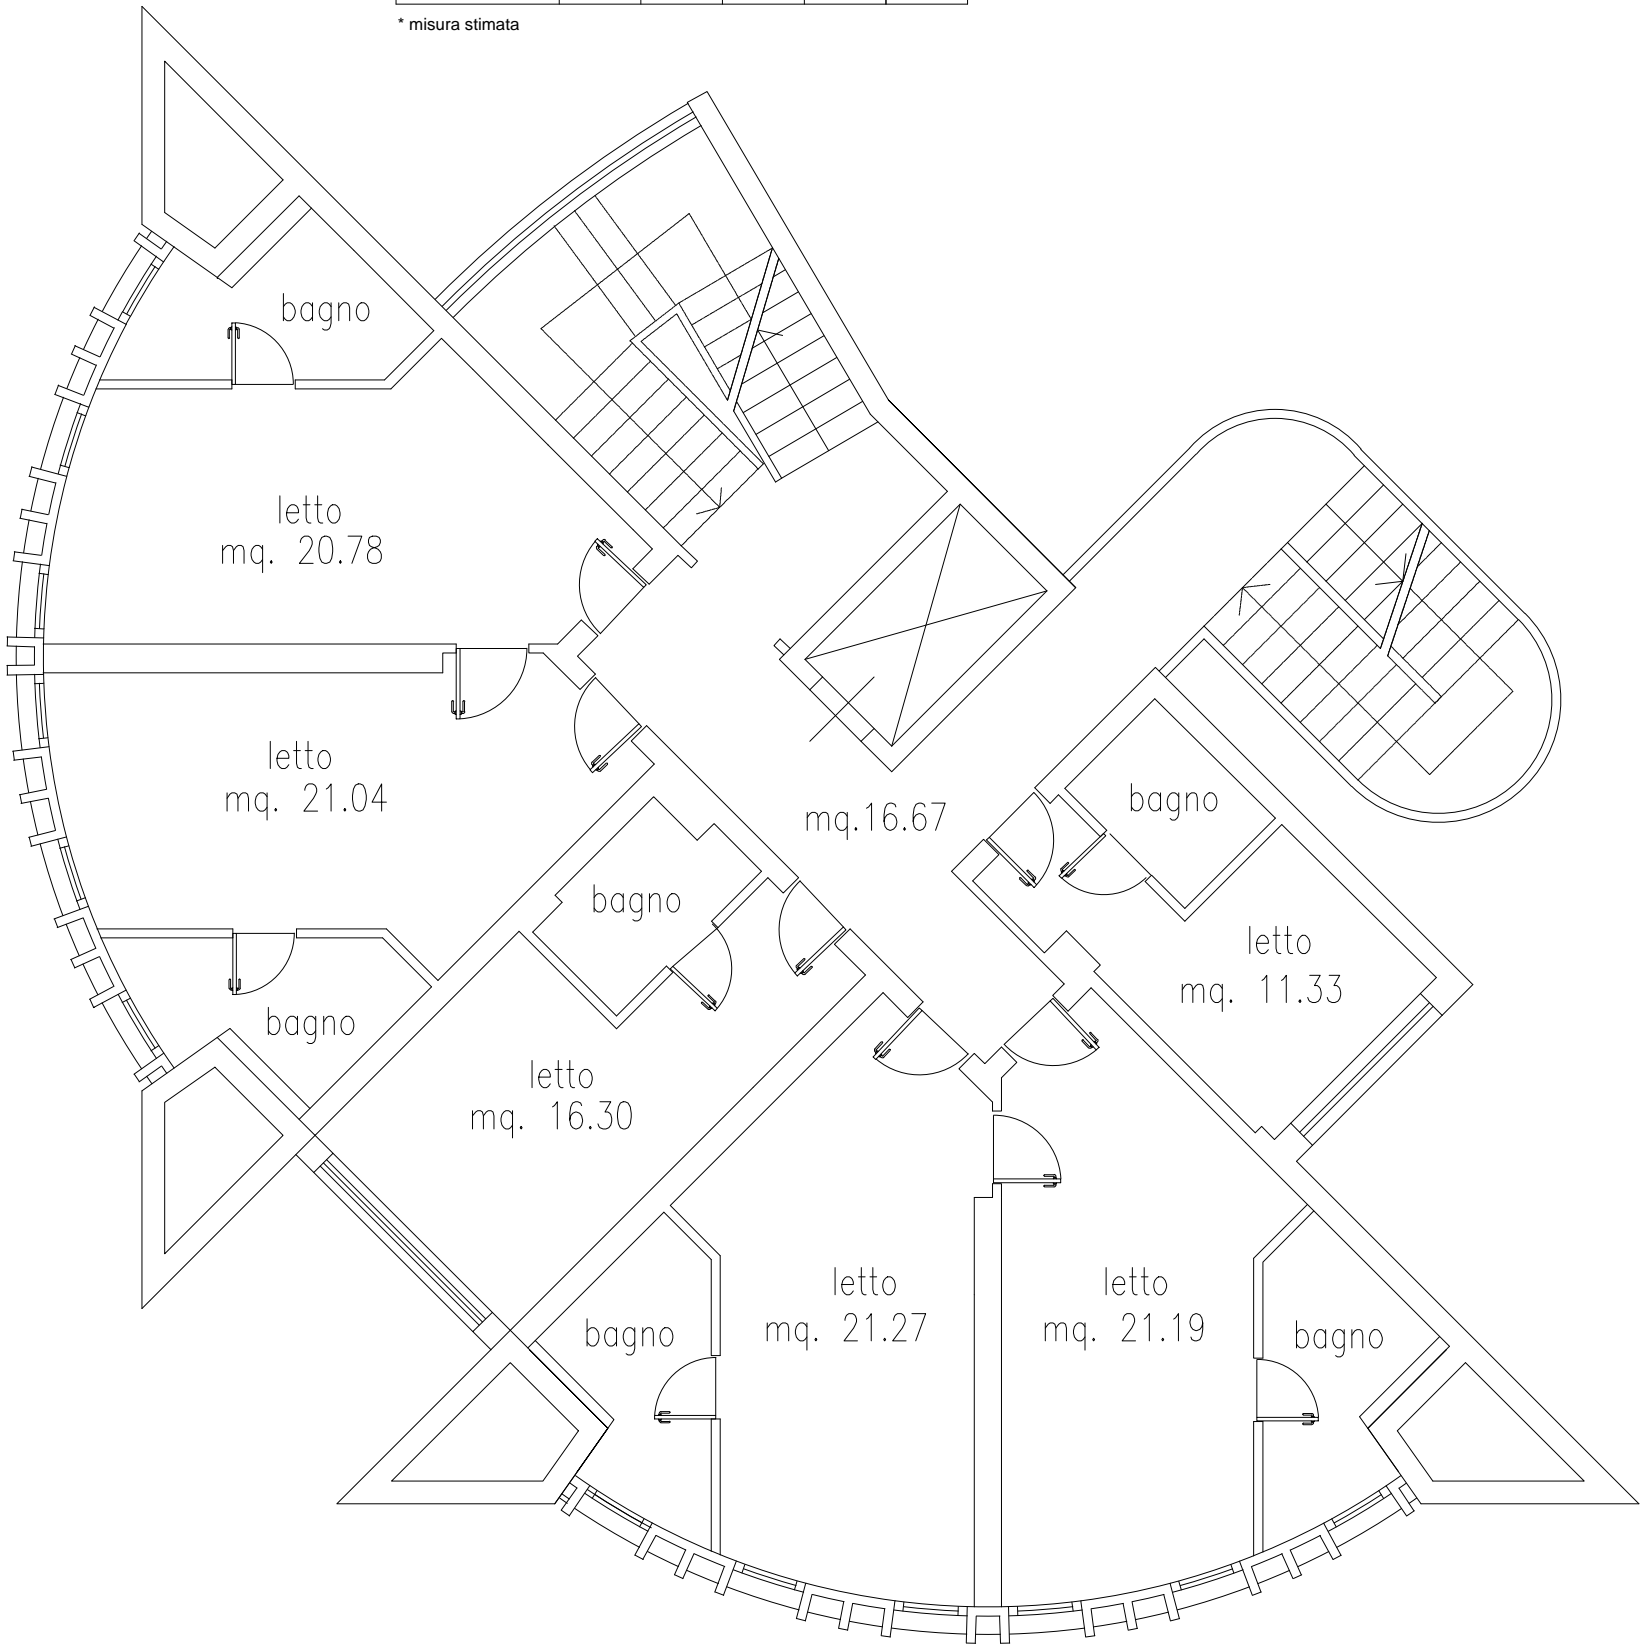 * misura stimata
bagno
letto
mq. 20.78
letto
mq. 21.04
bagno
mq.16.67
bagno
bagno
letto
mq. 11.33
bagno
letto
mq. 16.30
letto
mq. 21.27
letto
mq. 21.19
bagno
bagno